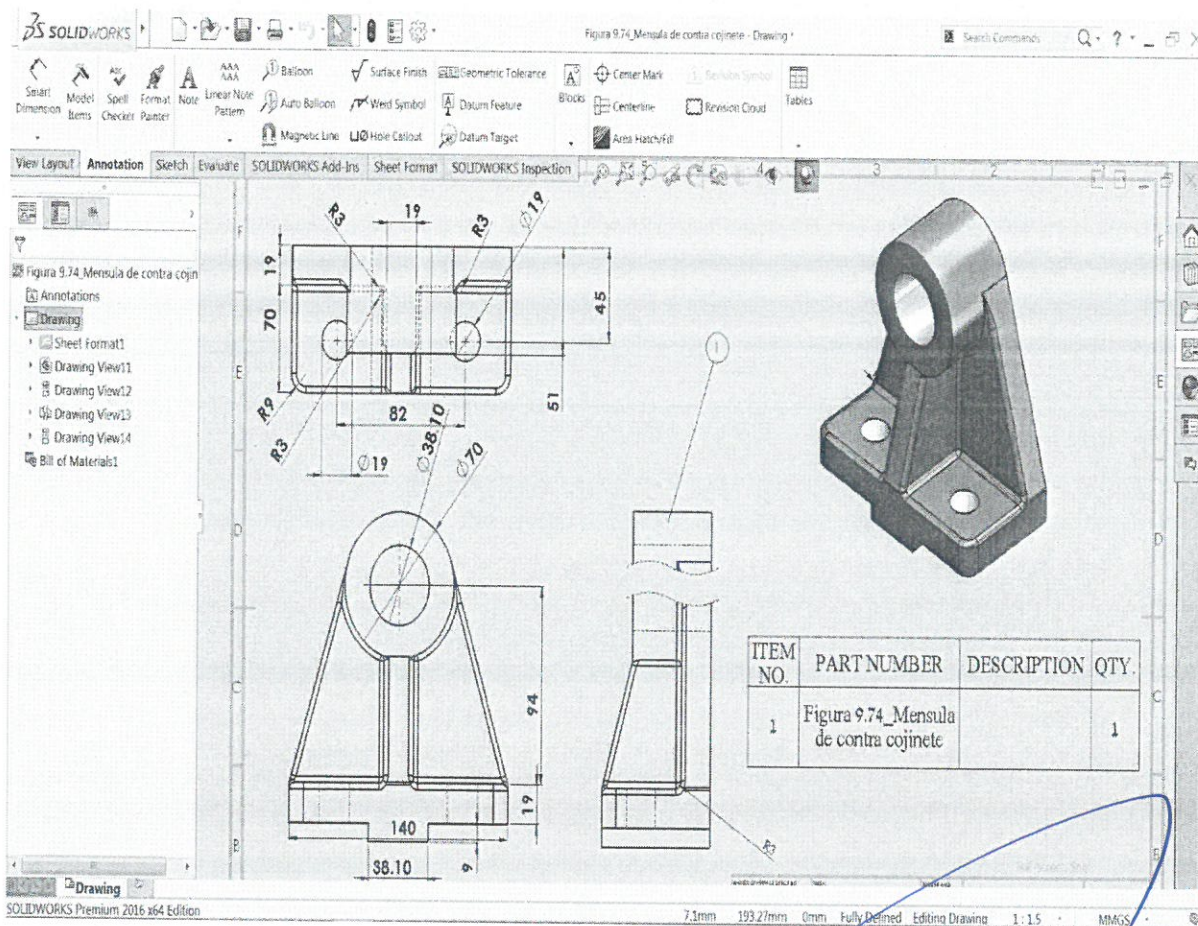 SOLIDWORKS
Figura 9.74_Mensula de contra cojinete - Drawing *
Search Commands
Smart Dimension
Model Items
Spell Checker
Format Painter
Note
Linear Note Pattern
Balloon
Auto Balloon
Magnetic Line
Surface Finish
Weld Symbol
Hole Callout
Geometric Tolerance
Datum Feature
Datum Target
Blocks
Center Mark
Centerline
Area Hatch/Fill
Revision Symbol
Revision Cloud
Tables
View Layout Annotation Sketch Evaluate SOLIDWORKS Add-Ins Sheet Format SOLIDWORKS Inspection
5 4 3 2
Figura 9.74_Mensula de contra cojin
Annotations
Drawing
Sheet Format1
Drawing View11
Drawing View12
Drawing View13
Drawing View14
Bill of Materials1
F
E
D
C
B
F
E
D
C
R3 19 R3 Ø19
19
70
45
51
R9
R3
82
Ø19
Ø38.10
Ø70
1
94
19
140
38.10
9
ITEM NO. PART NUMBER DESCRIPTION QTY.
1 Figura 9.74_Mensula de contra cojinete 1
Drawing
SOLIDWORKS Premium 2016 x64 Edition
7.1mm 193.27mm 0mm Fully Defined Editing Drawing 1:1.5 MMGS